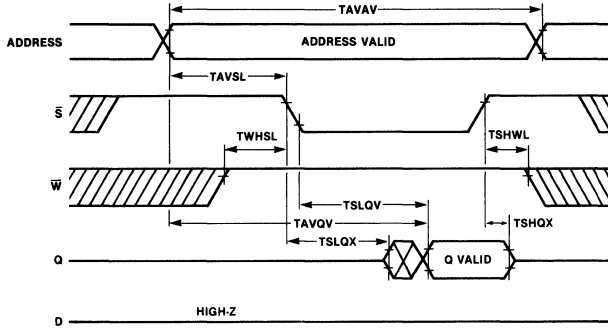 TAVAV
ADDRESS
ADDRESS VALID
TAVSL
S
TWHSL
TSHWL
W
TSLQV
TAVQV
TSHQX
TSLQX
Q
Q VALID
HIGH-Z
D